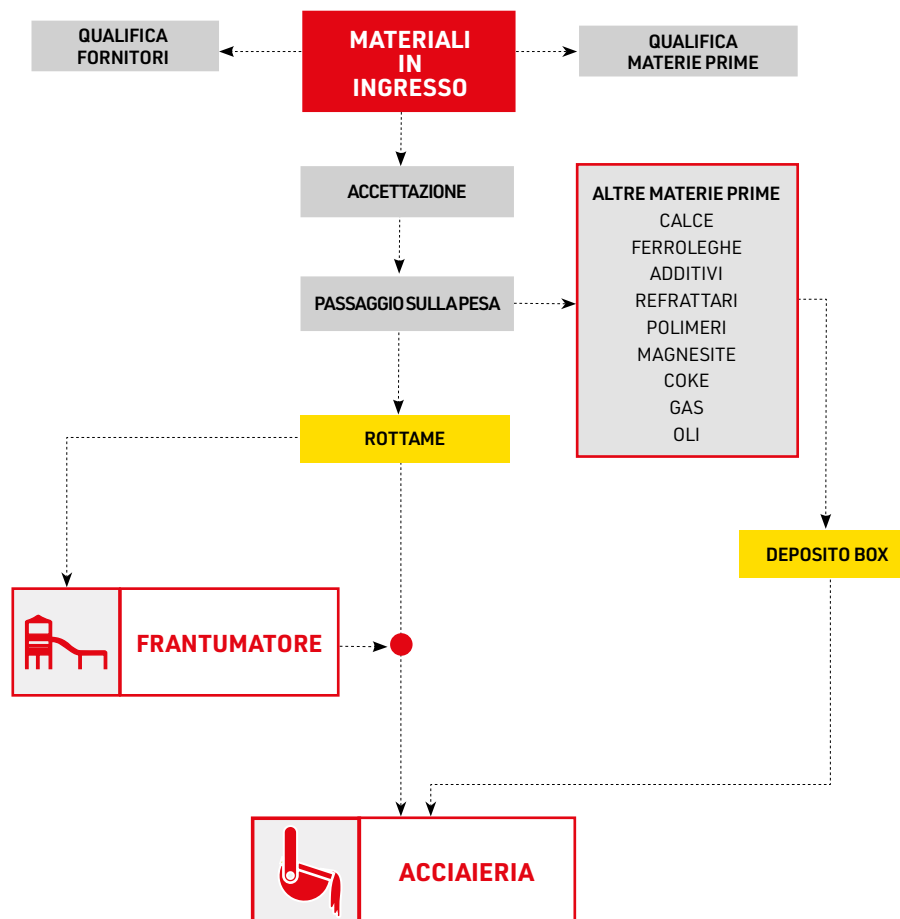 QUALIFICA
FORNITORI
MATERIALI
IN
INGRESSO
QUALIFICA
MATERIE PRIME
ACCETTAZIONE
ALTRE MATERIE PRIME
CALCE
FERROLEGHE
ADDITIVI
REFRATTARI
POLIMERI
MAGNESITE
COKE
GAS
OLI
PASSAGGIO SULLA PESA
ROTTAME
DEPOSITO BOX
FRANTUMATORE
ACCIAIERIA